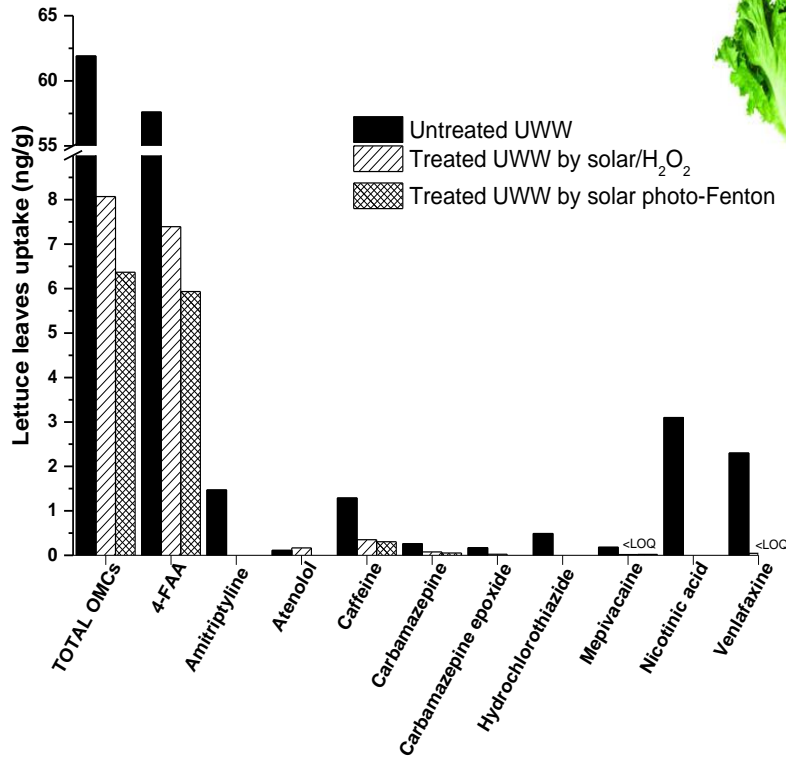 65
60
55
8
7
6
5
4
3
2
1
0
Lettuce leaves uptake (ng/g)
Untreated UWW
Treated UWW by solar/H₂O₂
Treated UWW by solar photo-Fenton
<LOQ
<LOQ
TOTAL OMCs
4-FAA
Amitriptyline
Atenolol
Caffeine
Carbamazepine
Carbamazepine epoxide
Hydrochlorothiazide
Mepivacaine
Nicotinic acid
Venlafaxine